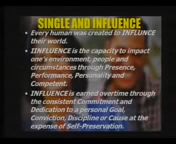 SINGLE AND INFLUENCE
• Every human was created to INFLUNCE
their world.
• IINFLUENCE is the capacity to impact
one's environment, people and
circumstances through Presence,
Performance, Personality and
Competent.
• INFLUENCE is earned overtime through
the consistent Commitment and
Dedication to a personal Goal,
Conviction, Discipline or Cause at the
expense of Self-Preservation.